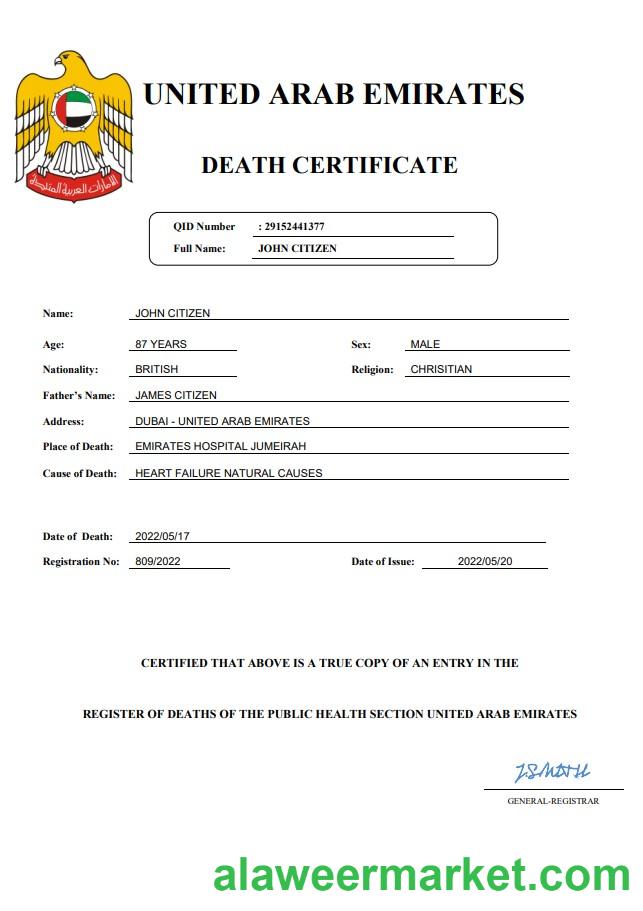 UNITED ARAB EMIRATES
DEATH CERTIFICATE
الإمارات العربية المتحدة
QID Number : 29152441377
Full Name: JOHN CITIZEN
Name: JOHN CITIZEN
Age: 87 YEARS Sex: MALE
Nationality: BRITISH Religion: CHRISITIAN
Father's Name: JAMES CITIZEN
Address: DUBAI - UNITED ARAB EMIRATES
Place of Death: EMIRATES HOSPITAL JUMEIRAH
Cause of Death: HEART FAILURE NATURAL CAUSES
Date of Death: 2022/05/17
Registration No: 809/2022 Date of Issue: 2022/05/20
CERTIFIED THAT ABOVE IS A TRUE COPY OF AN ENTRY IN THE
REGISTER OF DEATHS OF THE PUBLIC HEALTH SECTION UNITED ARAB EMIRATES
J.SMITH
GENERAL-REGISTRAR
alaweermarket.com